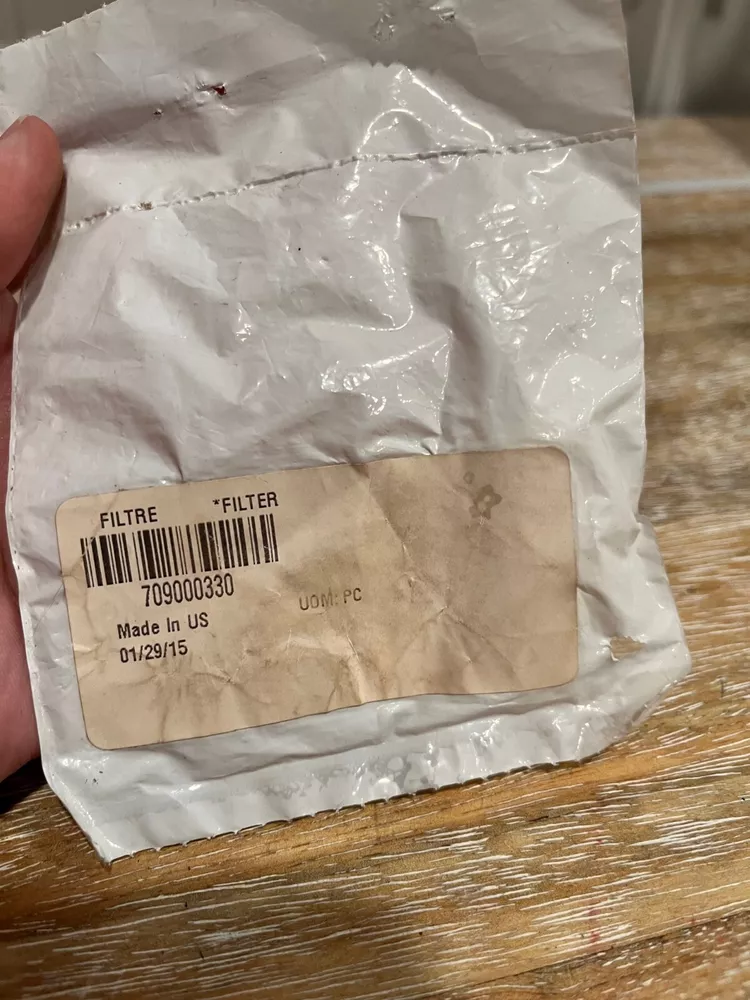 FILTRE *FILTER
709000330
UOM: PC
Made In US
01/29/15